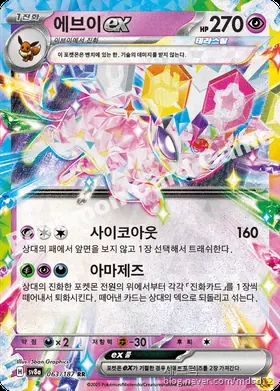 1진화 에브이ex HP 270
이브이에서 진화
테라스탈
이 포켓몬은 벤치에 있는 한, 기술의 데미지를 받지 않는다.
사이코아웃 160
상대의 패에서 앞면을 보지 않고 1장 선택해서 트래쉬한다.
아마제즈
상대의 진화한 포켓몬 전원의 위에서부터 각각 「진화카드」를 1장씩
떼어내서 퇴화시킨다. 떼어낸 카드는 상대의 덱으로 되돌리고 섞는다.
약점 ×2 저항력 -30 후퇴
Illus. 5ban Graphics
H sv8a 063/187 RR
ex 룰
포켓몬 ex가 기절한 경우 상대는 프라이즈를 2장 가져간다.